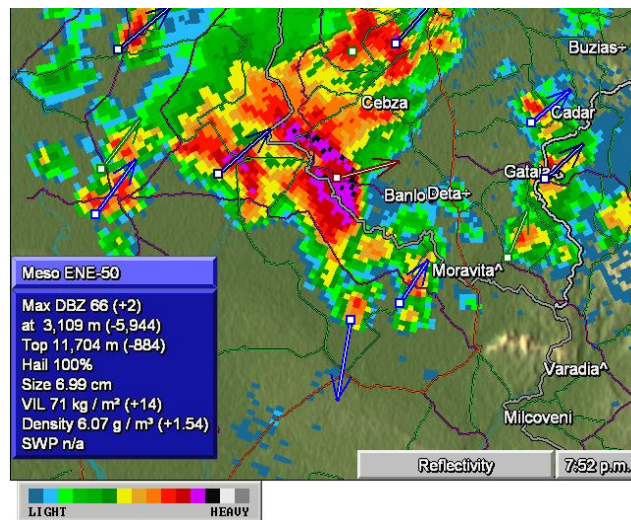 Buzias÷
Cebza
Cadar
Gataia
Banlo Deta÷
Moravita^
Meso ENE-50
Max DBZ 66 (+2)
at 3,109 m (-5,944)
Top 11,704 m (-884)
Hail 100%
Size 6.99 cm
VIL 71 kg / m² (+14)
Density 6.07 g / m³ (+1.54)
SWP n/a
Varadia^
Milcoveni
Reflectivity
7:52 p.m.
LIGHT HEAVY